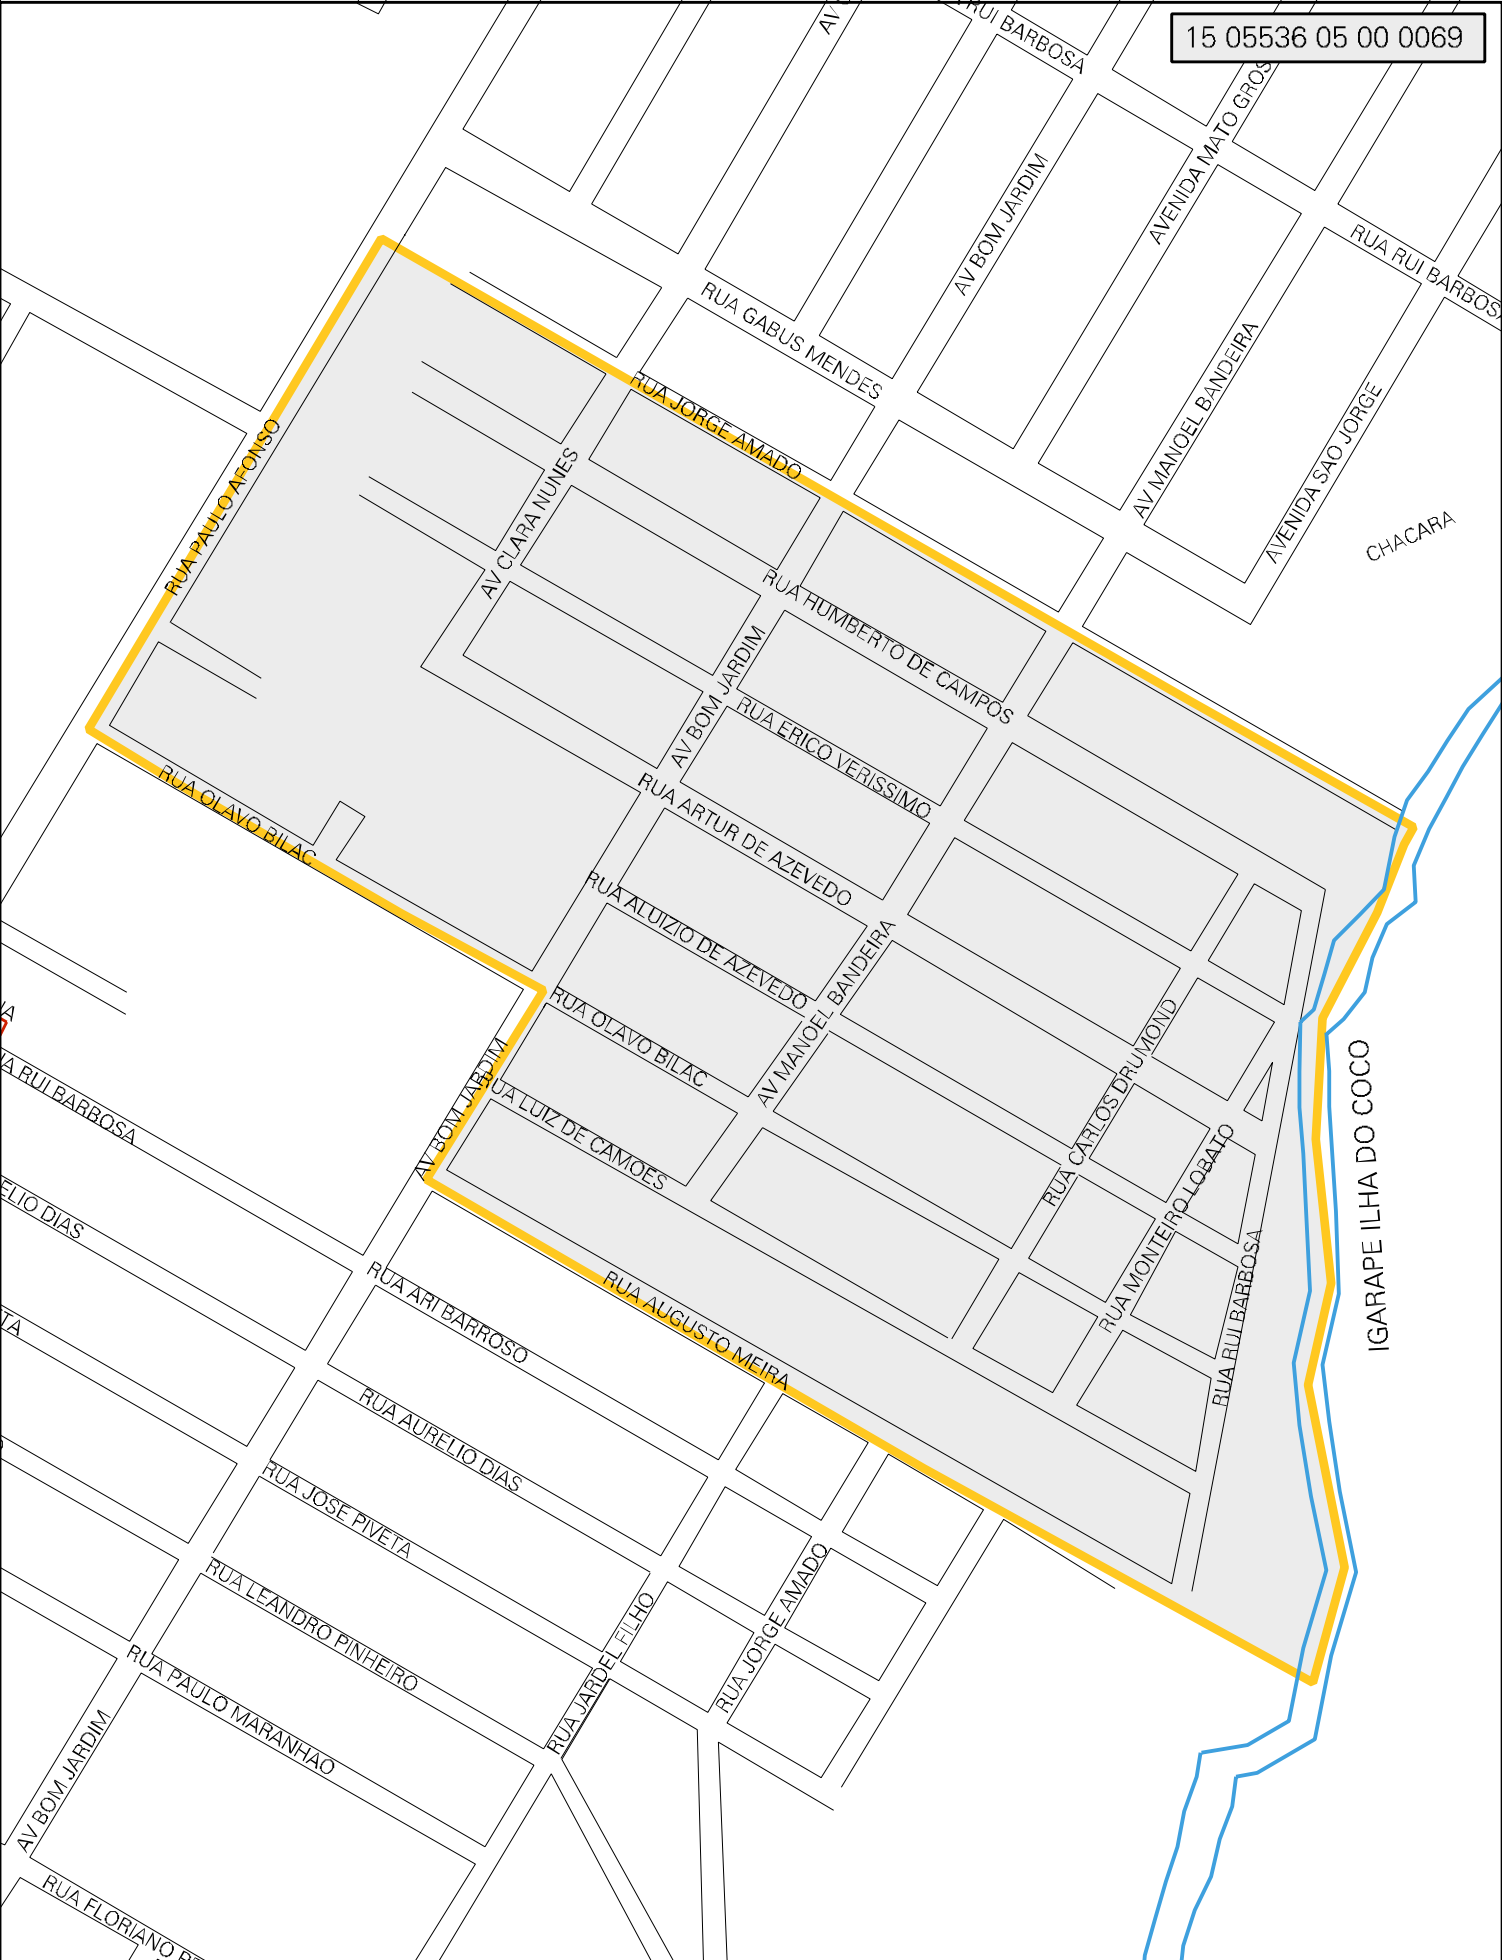 15 05536 05 00 0069
RUI BARBOSA
AV BOM JARDIM
AVENIDA MATO GROS
RUA RUI BARBOSA
RUA GABUS MENDES
AV MANOEL BANDEIRA
AVENIDA SAO JORGE
CHACARA
RUA JORGE AMADO
RUA PAULO AFONSO
AV CLARA NUNES
RUA HUMBERTO DE CAMPOS
AV BOM JARDIM
RUA ERICO VERISSIMO
RUA OLAVO BILAC
RUA ARTUR DE AZEVEDO
RUA ALUIZIO DE AZEVEDO
AV MANOEL BANDEIRA
RUA OLAVO BILAC
RUA CARLOS DRUMOND
IGARAPE ILHA DO COCO
AV BOM JARDIM
RUA LUIZ DE CAMOES
RUA MONTEIRO LOBATO
RUA RUI BARBOSA
A RUI BARBOSA
ELIO DIAS
TA
RUA ARI BARROSO
RUA AUGUSTO MEIRA
RUA AURELIO DIAS
RUA JOSE PIVETA
RUA JORGE AMADO
RUA LEANDRO PINHEIRO
RUA JARDEL FILHO
RUA PAULO MARANHAO
AV BOM JARDIM
RUA FLORIANO PE